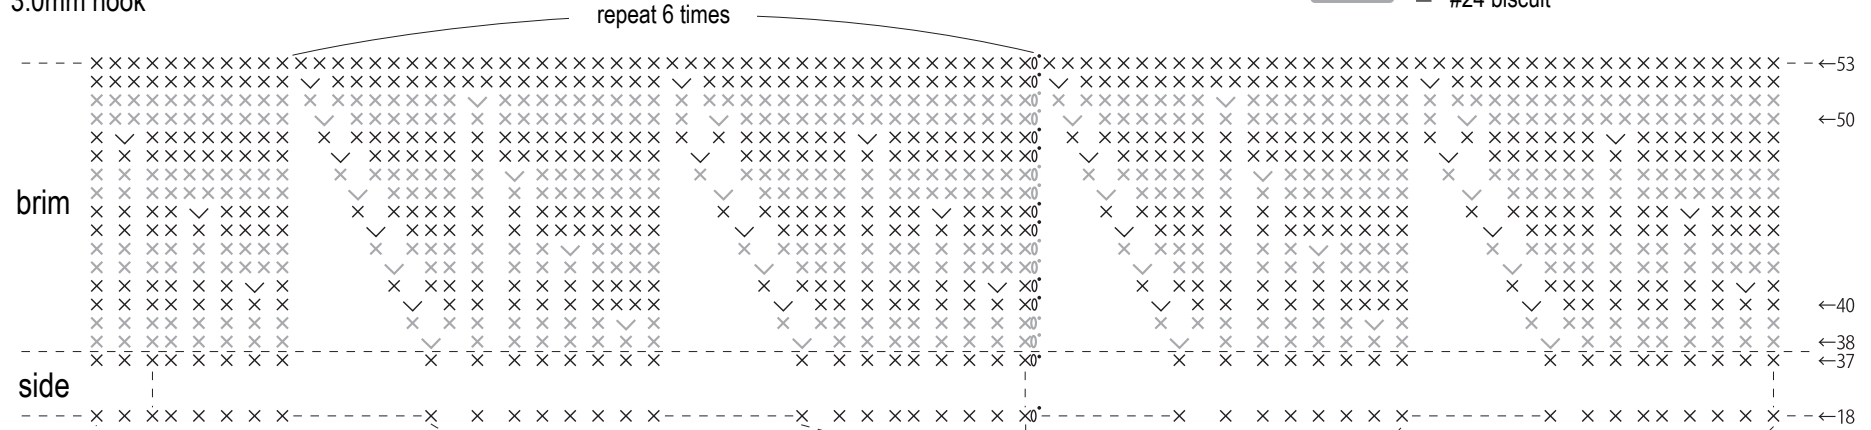 3.0mm hook
repeat 6 times
#24 biscuit
←53
←50
brim
←40
←38
←37
side
←18